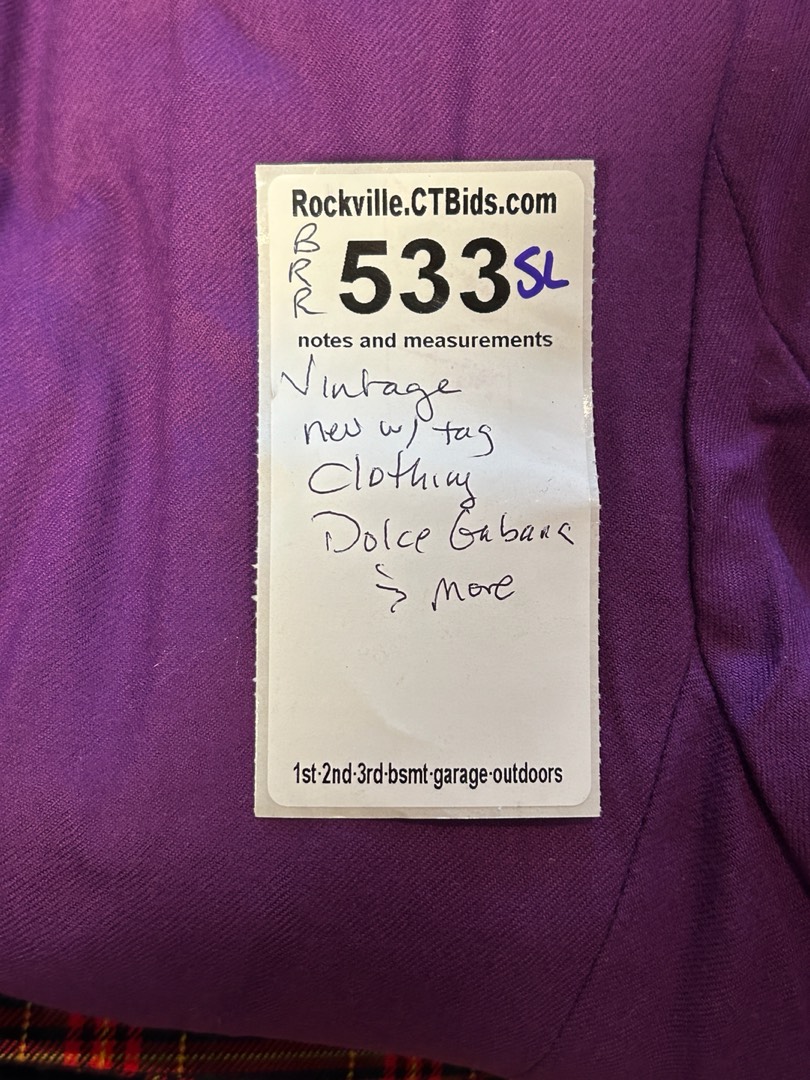 Rockville.CTBids.com
BRR 533 SL
notes and measurements
Vintage
new w/ tag
Clothing
Dolce Gabana
& more
1st·2nd·3rd·bsmt·garage·outdoors